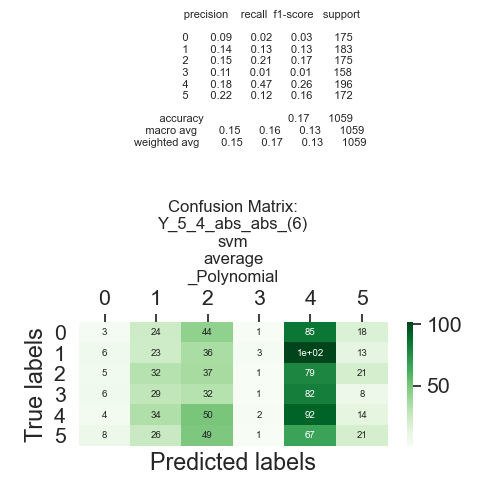 precision recall f1-score support
0 0.09 0.02 0.03 175
1 0.14 0.13 0.13 183
2 0.15 0.21 0.17 175
3 0.11 0.01 0.01 158
4 0.18 0.47 0.26 196
5 0.22 0.12 0.16 172
accuracy 0.17 1059
macro avg 0.15 0.16 0.13 1059
weighted avg 0.15 0.17 0.13 1059
Confusion Matrix:
Y_5_4_abs_abs_(6)
svm
average
_Polynomial
0 1 2 3 4 5
True labels
0 3 24 44 1 85 18
1 6 23 36 3 1e+02 13
2 5 32 37 1 79 21
3 6 29 32 1 82 8
4 4 34 50 2 92 14
5 8 26 49 1 67 21
Predicted labels
100
50